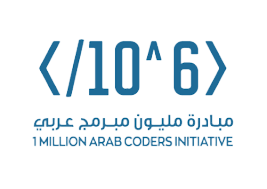 </10^6>
مبادرة مليون مبرمج عربي
1 MILLION ARAB CODERS INITIATIVE